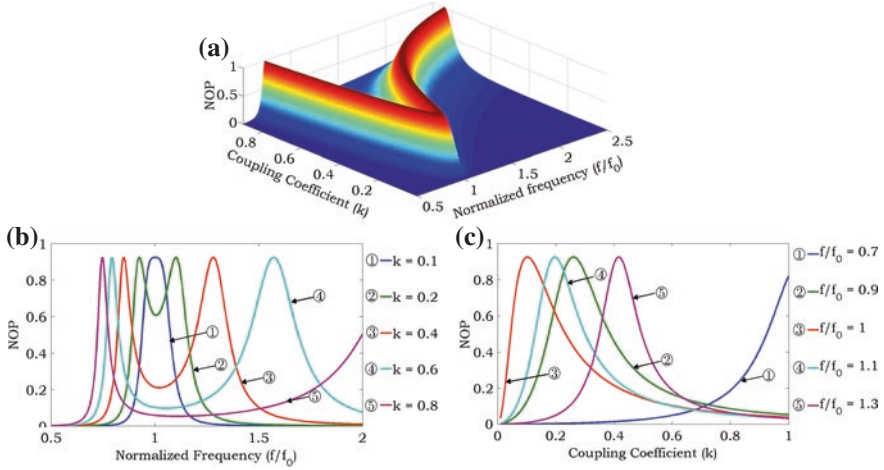 (a)
NOP
1
0.5
0
0.8
0.6
0.4
0.2
Coupling Coefficient (k)
0.5
1
1.5
2
2.5
Normalized frequency (f/f₀)
(b)
NOP
1
0.8
0.6
0.4
0.2
0
0.5
1
1.5
2
Normalized Frequency (f/f₀)
①
②
③
④
⑤
① k = 0.1
② k = 0.2
③ k = 0.4
④ k = 0.6
⑤ k = 0.8
(c)
NOP
1
0.8
0.6
0.4
0.2
0
0
0.2
0.4
0.6
0.8
1
Coupling Coefficient (k)
④
⑤
②
①
③
① f/f₀ = 0.7
② f/f₀ = 0.9
③ f/f₀ = 1
④ f/f₀ = 1.1
⑤ f/f₀ = 1.3